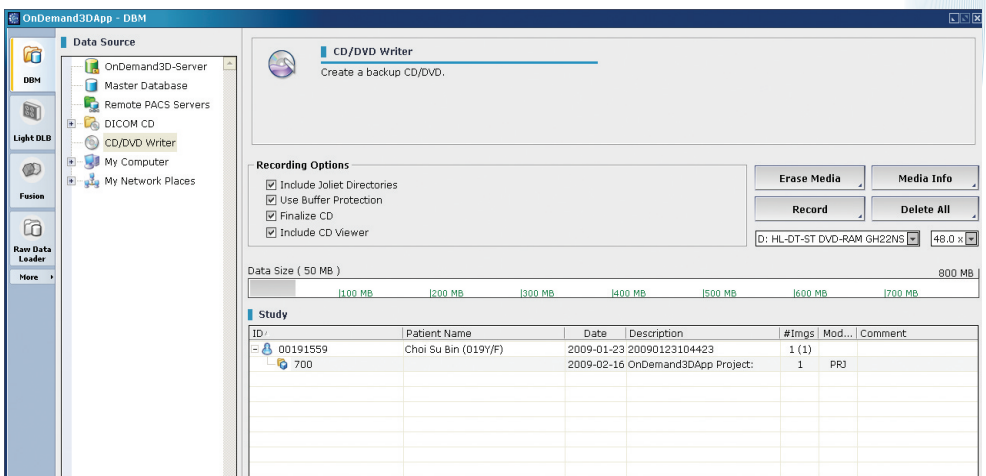 OnDemand3DApp - DBM
DBM
Light DLB
Fusion
Raw Data
Loader
More
Data Source
OnDemand3D-Server
Master Database
Remote PACS Servers
DICOM CD
CD/DVD Writer
My Computer
My Network Places
CD/DVD Writer
Create a backup CD/DVD.
Recording Options
Include Joliet Directories
Use Buffer Protection
Finalize CD
Include CD Viewer
Erase Media Media Info
Record Delete All
D: HL-DT-ST DVD-RAM GH22NS 48.0 x
Data Size ( 50 MB ) 800 MB
100 MB 200 MB 300 MB 400 MB 500 MB 600 MB 700 MB
Study
ID Patient Name Date Description #Imgs Mod... Comment
00191559 Choi Su Bin (019Y/F) 2009-01-23 20090123104423 1 (1)
700 2009-02-16 OnDemand3DApp Project: 1 PRJ